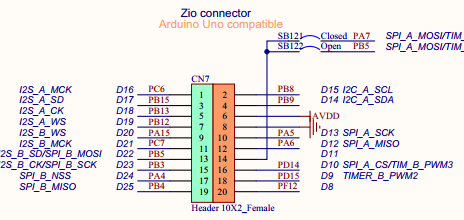 Zio connector
Arduino Uno compatible
SB121 Closed PA7 SPI_A_MOSI/TIM_
SB122 Open PB5 SPI_A_MOSI/TIM_
CN7
I2S_A_MCK D16 PC6 1 2 PB8 D15 I2C_A_SCL
I2S_A_SD D17 PB15 3 4 PB9 D14 I2C_A_SDA
I2S_A_CK D18 PB13 5 6 AVDD
I2S_A_WS D19 PB12 7 8
I2S_B_WS D20 PA15 9 10 PA5 D13 SPI_A_SCK
I2S_B_MCK D21 PC7 11 12 PA6 D12 SPI_A_MISO
I2S_B_SD/SPI_B_MOSI D22 PB5 13 14 D11
I2S_B_CK/SPI_B_SCK D23 PB3 15 16 PD14 D10 SPI_A_CS/TIM_B_PWM3
SPI_B_NSS D24 PA4 17 18 PD15 D9 TIMER_B_PWM2
SPI_B_MISO D25 PB4 19 20 PF12 D8
Header 10X2_Female